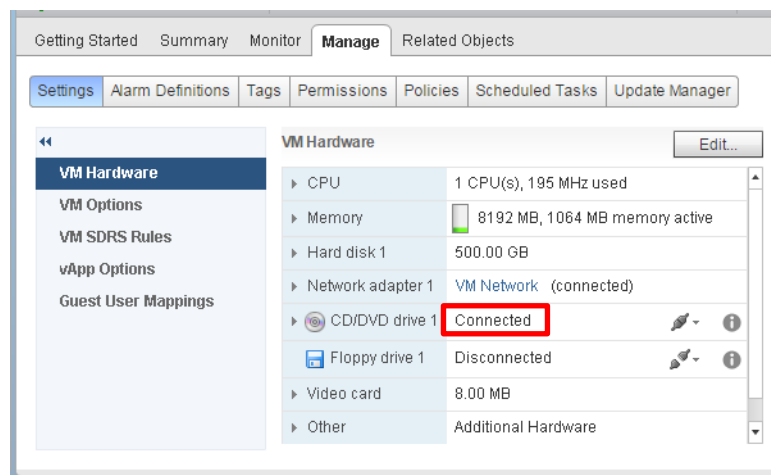 Getting Started Summary Monitor Manage Related Objects
Settings Alarm Definitions Tags Permissions Policies Scheduled Tasks Update Manager
VM Hardware Edit...
VM Hardware
VM Options
VM SDRS Rules
vApp Options
Guest User Mappings
CPU 1 CPU(s), 195 MHz used
Memory 8192 MB, 1064 MB memory active
Hard disk 1 500.00 GB
Network adapter 1 VM Network (connected)
CD/DVD drive 1 Connected
Floppy drive 1 Disconnected
Video card 8.00 MB
Other Additional Hardware